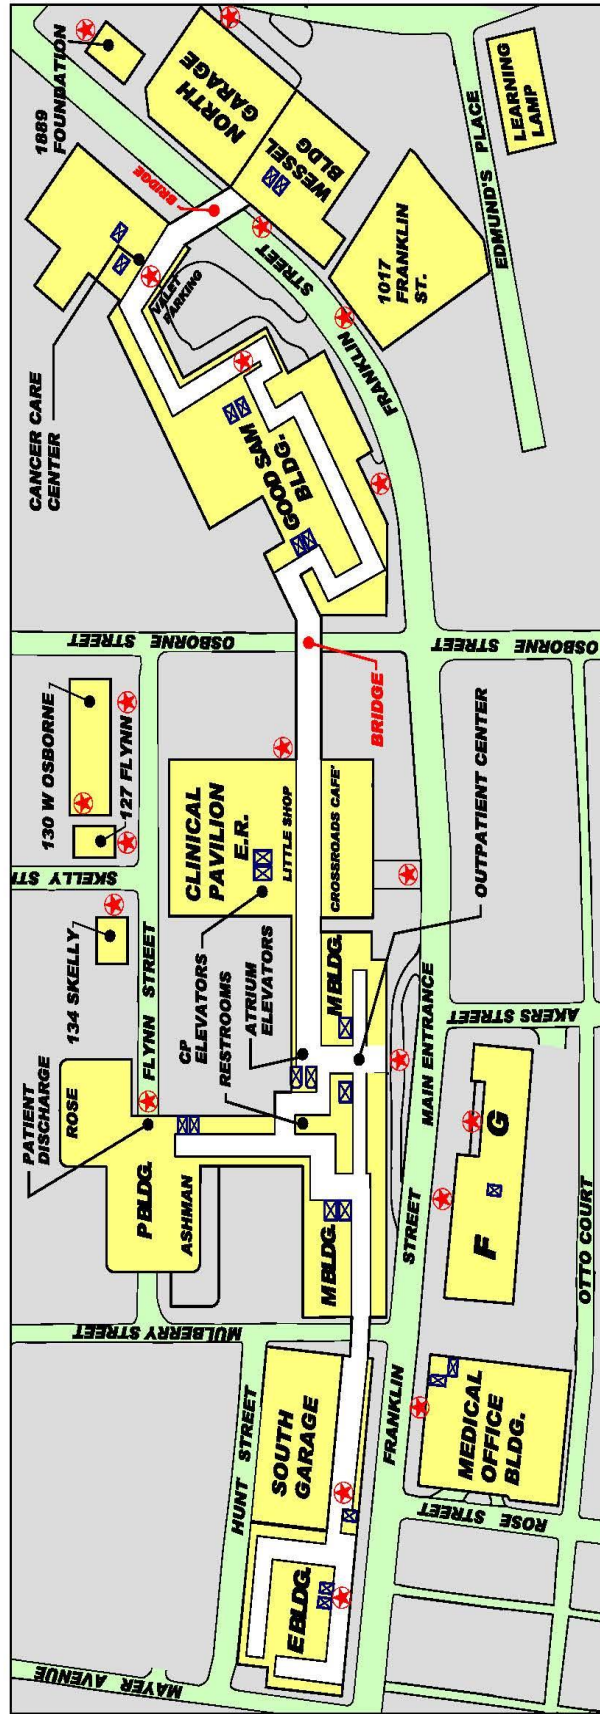 1889
FOUNDATION
NORTH
GARAGE
WESSEL
BLDG
LEARNING
LAMP
EDMUND'S PLACE
BRIDGE
VALET
PARKING
1017
FRANKLIN
ST.
CANCER CARE
CENTER
FRANKLIN STREET
GOOD SAM
BLDG.
OSBORNE STREET
OSBORNE STREET
BRIDGE
130 W OSBORNE
127 FLYNN
SKELLY ST
134 SKELLY
FLYNN STREET
CLINICAL
PAVILION
E.R.
LITTLE SHOP
CROSSROADS CAFE'
OUTPATIENT CENTER
CP
ELEVATORS
RESTROOMS
ATRIUM
ELEVATORS
M BLDG.
MAIN ENTRANCE
AKERS STREET
PATIENT
DISCHARGE
ROSE
P BLDG.
ASHMAN
M BLDG.
F
G
OTTO COURT
MULBERRY STREET
HUNT STREET
SOUTH
GARAGE
FRANKLIN STREET
MEDICAL
OFFICE
BLDG.
ROSE STREET
E BLDG.
MAYER AVENUE